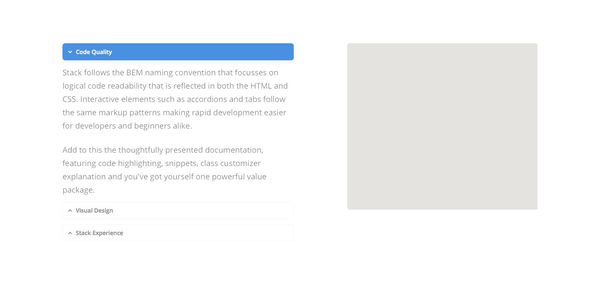 Code Quality
Stack follows the BEM naming convention that focusses on
logical code readability that is reflected in both the HTML and
CSS. Interactive elements such as accordions and tabs follow
the same markup patterns making rapid development easier
for developers and beginners alike.
Add to this the thoughtfully presented documentation,
featuring code highlighting, snippets, class customizer
explanation and you've got yourself one powerful value
package.
Visual Design
Stack Experience